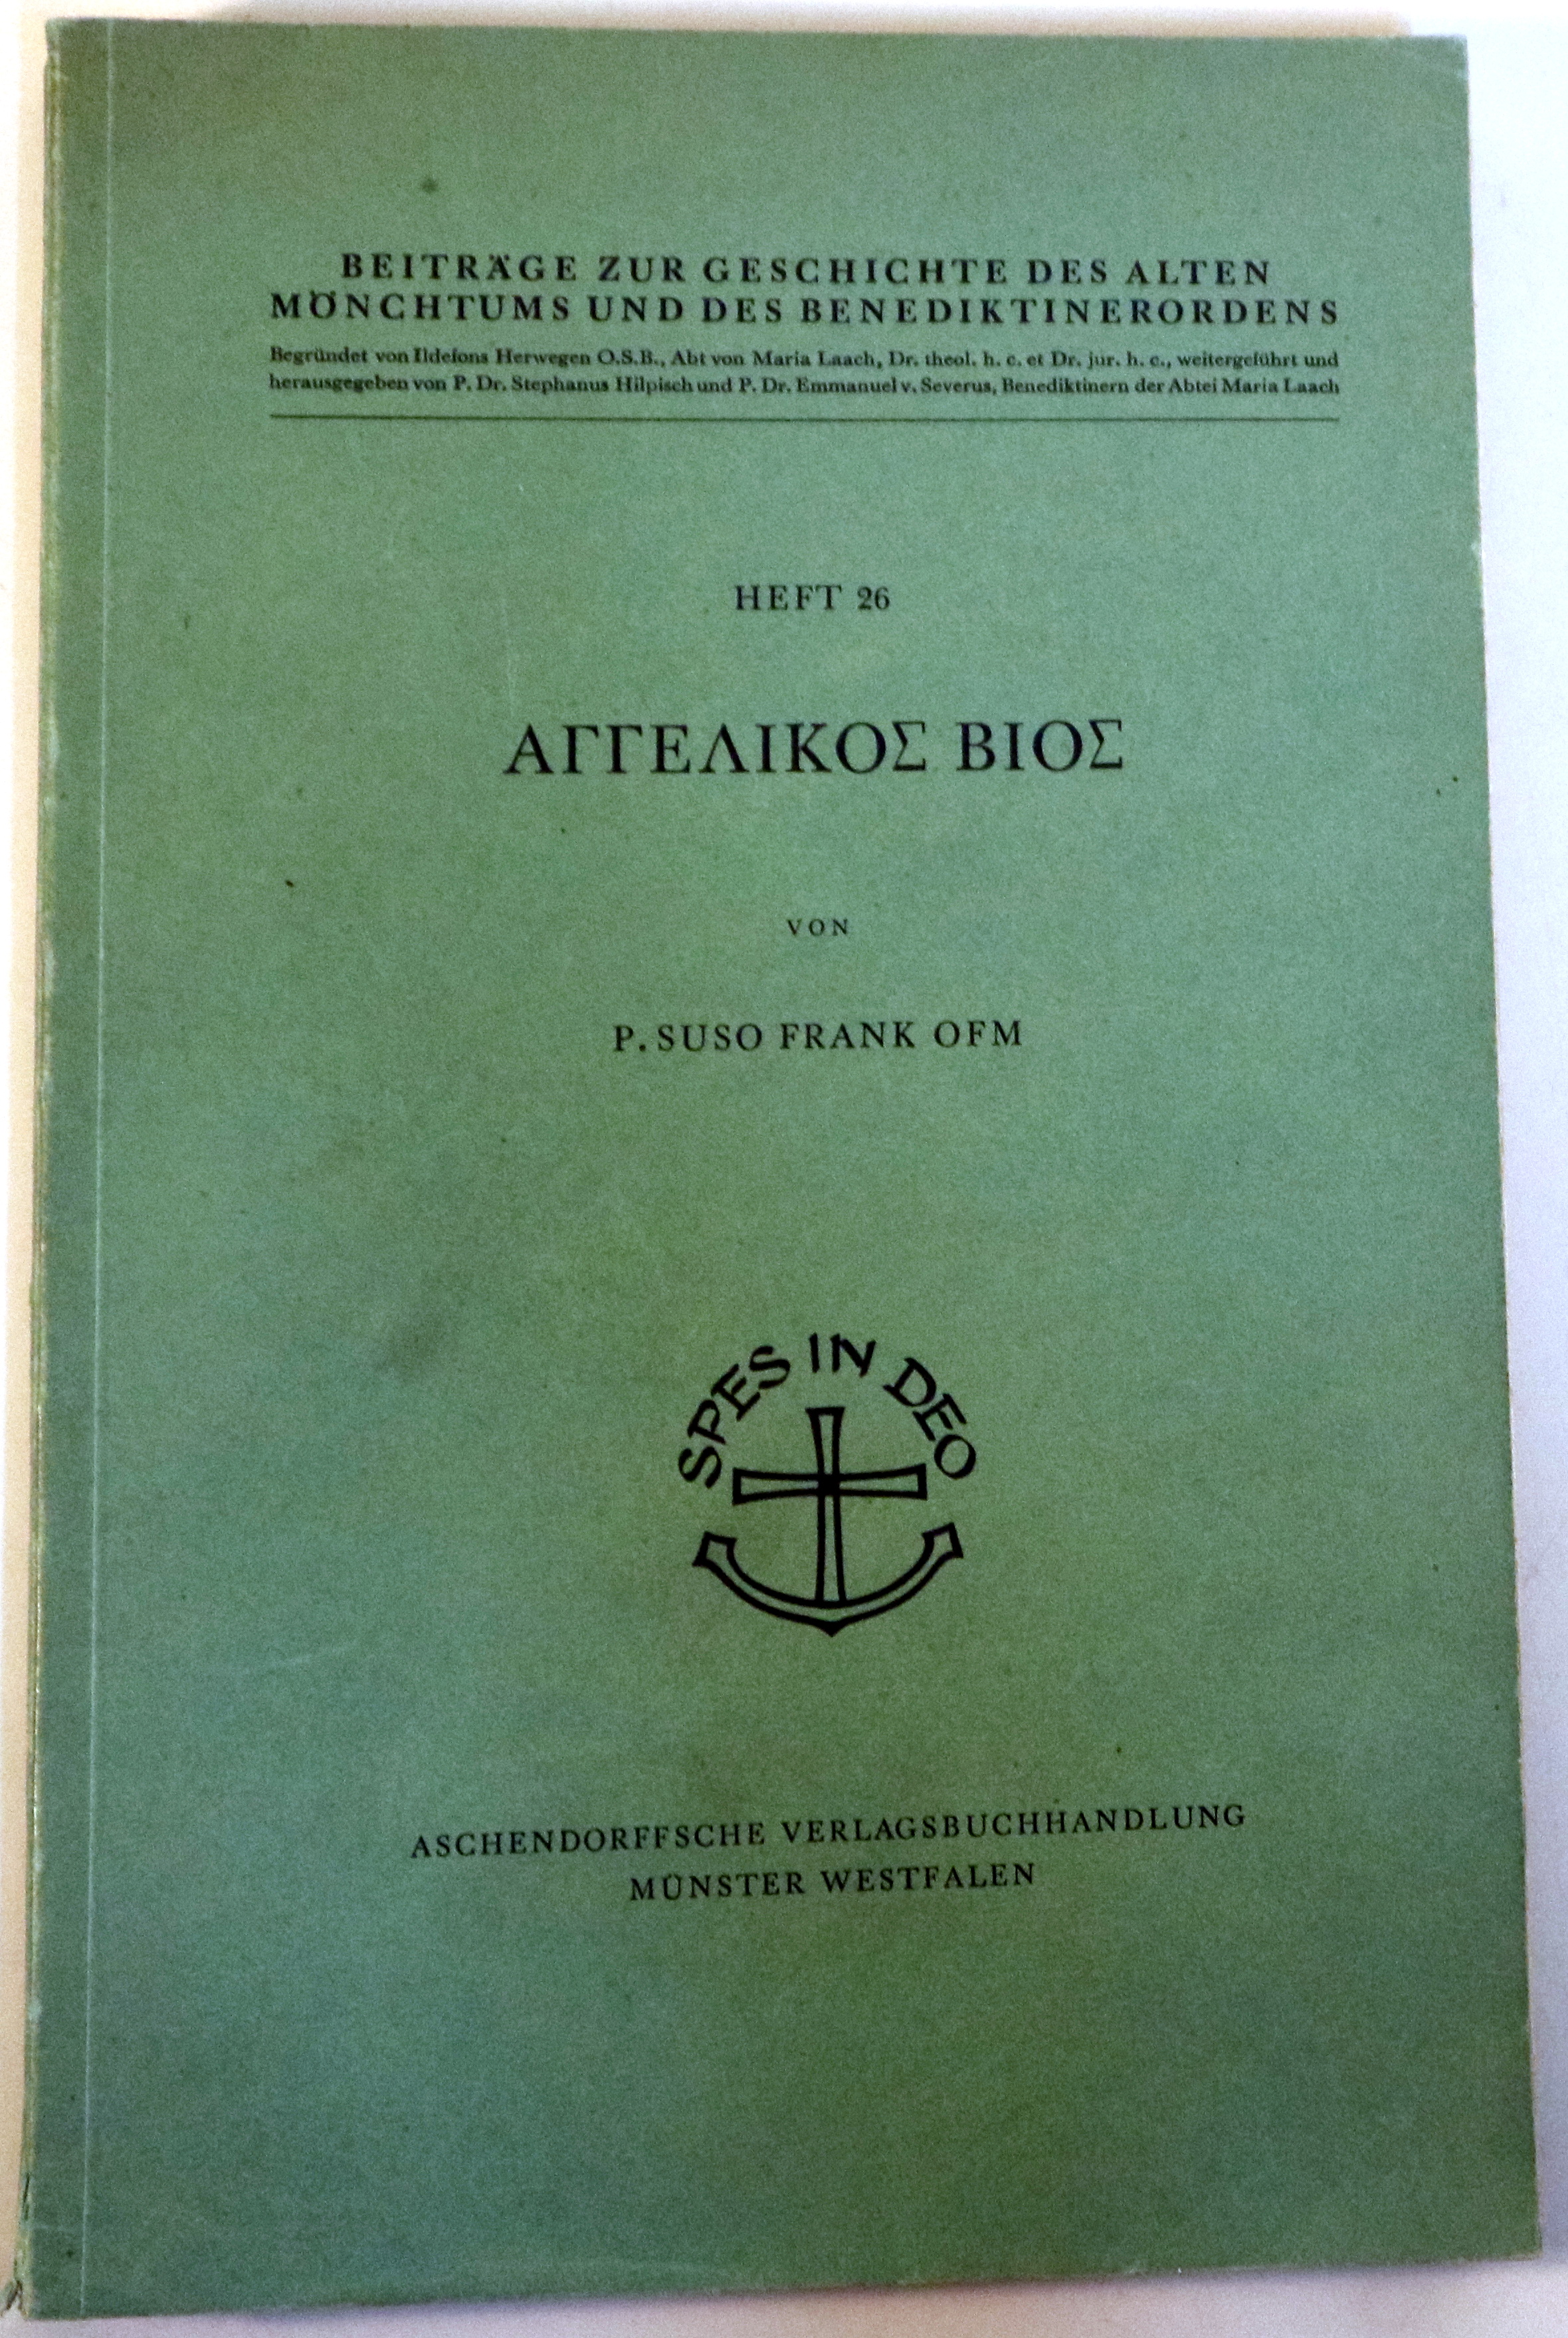 BEITRÄGE ZUR GESCHICHTE DES ALTEN
MÖNCHTUMS UND DES BENEDIKTINERORDENS
Begründet von Ildefons Herwegen O.S.B., Abt von Maria Laach, Dr. theol. h. c. et Dr. jur. h. c., weitergeführt und
herausgegeben von P. Dr. Stephanus Hilpisch und P. Dr. Emmanuel v. Severus, Benediktinern der Abtei Maria Laach
HEFT 26
ΑΓΓΕΛΙΚΟΣ ΒΙΟΣ
VON
P. SUSO FRANK OFM
SPES IN DEO
ASCHENDORFFSCHE VERLAGSBUCHHANDLUNG
MÜNSTER WESTFALEN